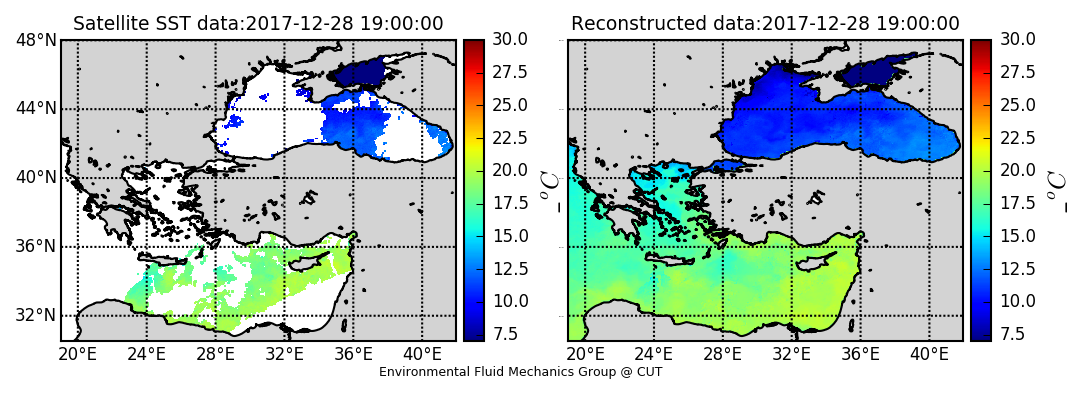 Satellite SST data:2017-12-28 19:00:00
48°N
44°N
40°N
36°N
32°N
20°E 24°E 28°E 32°E 36°E 40°E
30.0
27.5
25.0
22.5
20.0
17.5
15.0
12.5
10.0
7.5
°C
Reconstructed data:2017-12-28 19:00:00
20°E 24°E 28°E 32°E 36°E 40°E
30.0
27.5
25.0
22.5
20.0
17.5
15.0
12.5
10.0
7.5
°C
Environmental Fluid Mechanics Group @ CUT